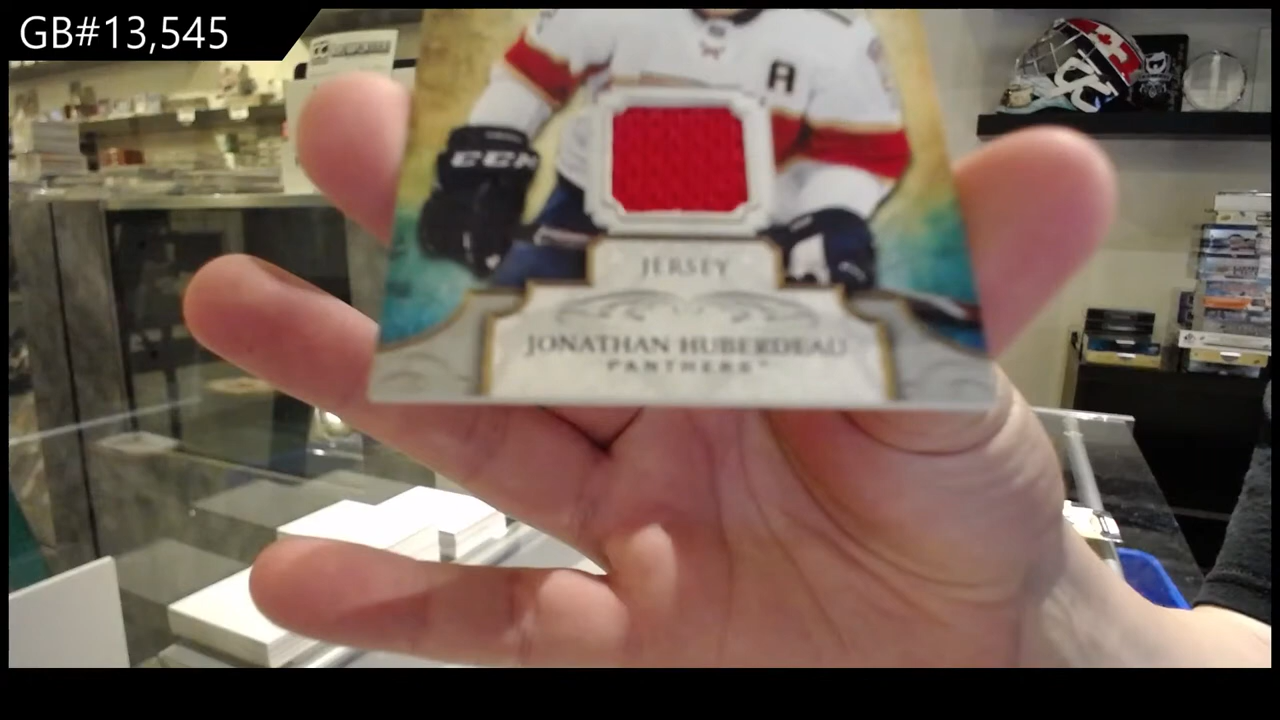 GB#13,545
A
CCM
JERSEY
JONATHAN HUBERDEAU
PANTHERS